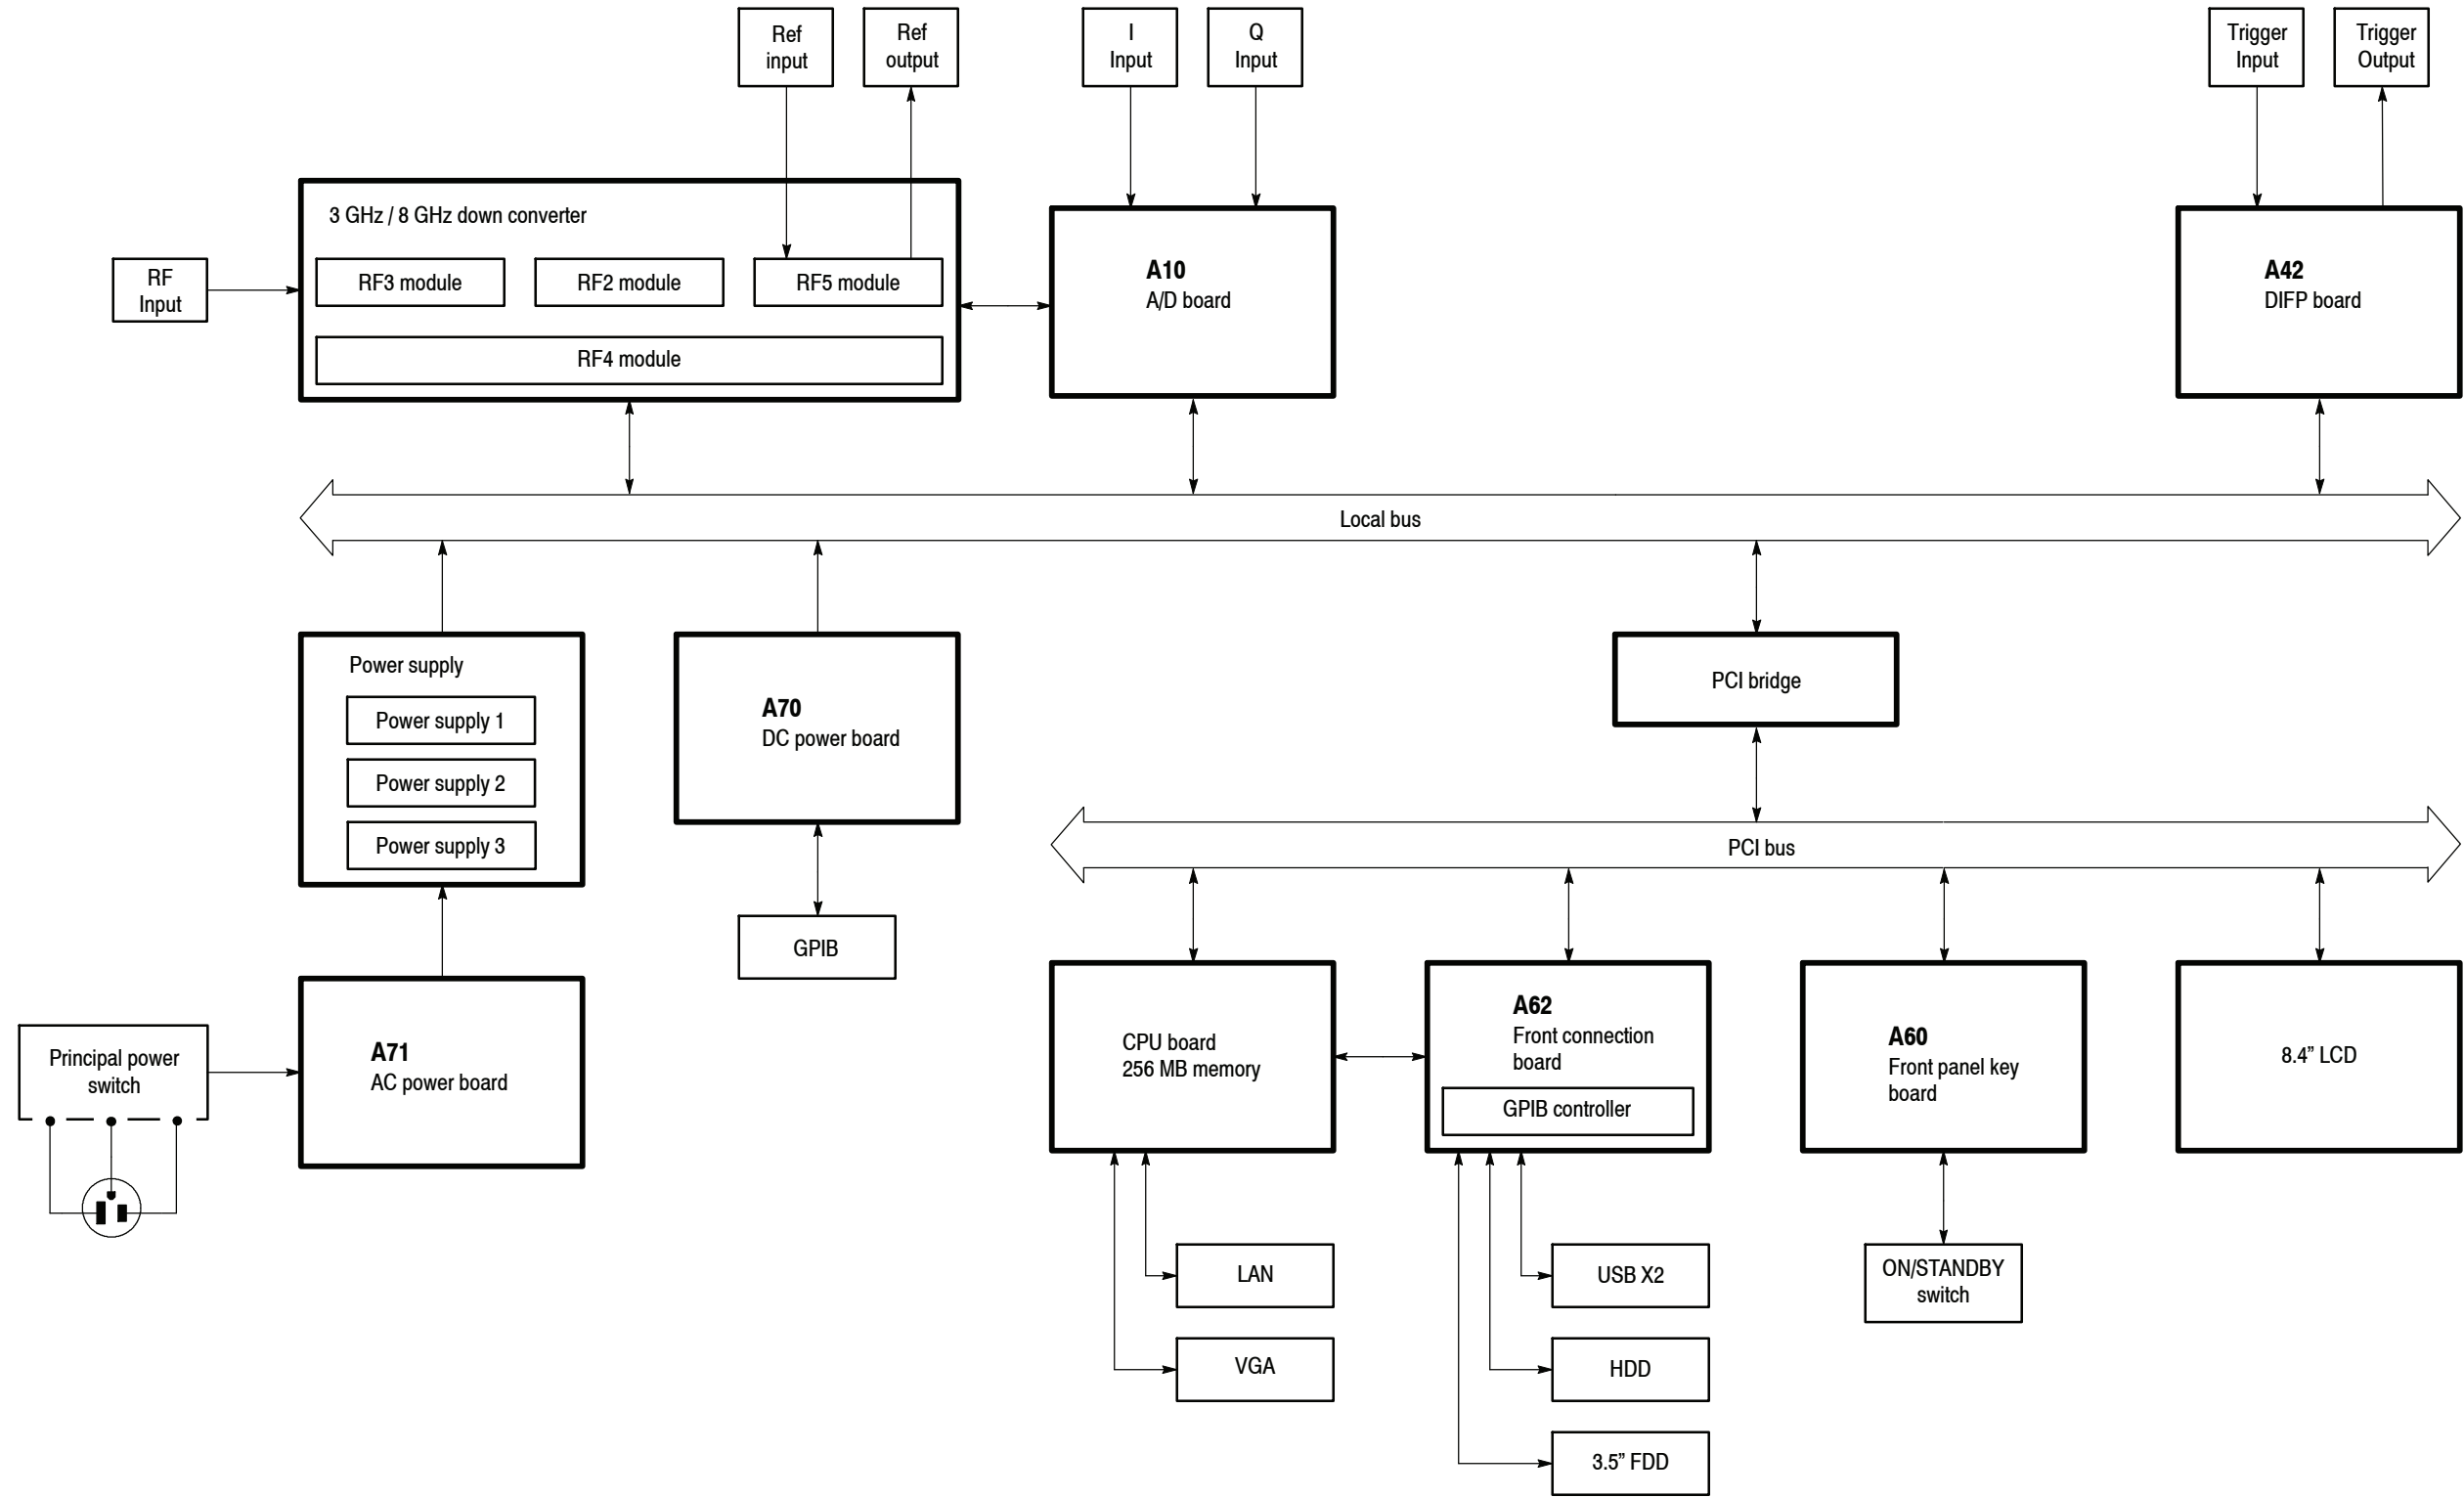 Ref
input
Ref
output
I
Input
Q
Input
Trigger
Input
Trigger
Output
3 GHz / 8 GHz down converter
RF
Input
RF3 module
RF2 module
RF5 module
RF4 module
A10
A/D board
A42
DIFP board
Local bus
Power supply
Power supply 1
Power supply 2
Power supply 3
A70
DC power board
PCI bridge
PCI bus
GPIB
Principal power
switch
A71
AC power board
CPU board
256 MB memory
A62
Front connection
board
GPIB controller
A60
Front panel key
board
8.4” LCD
LAN
VGA
USB X2
HDD
3.5” FDD
ON/STANDBY
switch